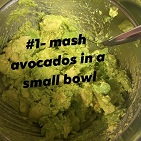 #1- mash
avocados in a
small bowl